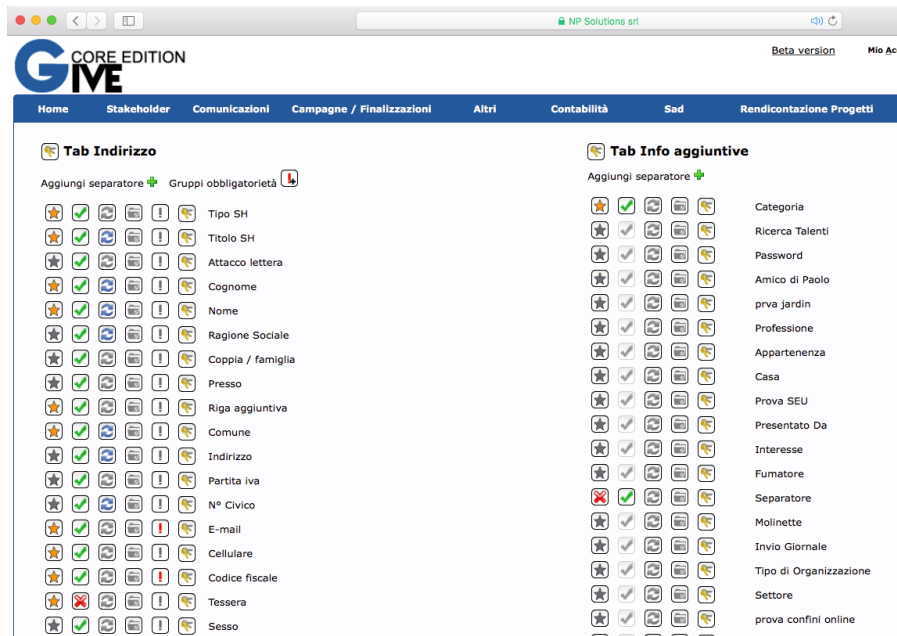 NP Solutions srl
Beta version
Mio
CORE EDITION
GIVE
Home Stakeholder Comunicazioni Campagne / Finalizzazioni Altri Contabilità Sad Rendicontazione Progetti
Tab Indirizzo
Aggiungi separatore Gruppi obbligatorietà
Tipo SH
Titolo SH
Attacco lettera
Cognome
Nome
Ragione Sociale
Coppia / famiglia
Presso
Riga aggiuntiva
Comune
Indirizzo
Partita iva
Nº Civico
E-mail
Cellulare
Codice fiscale
Tessera
Sesso
Tab Info aggiuntive
Aggiungi separatore
Categoria
Ricerca Talenti
Password
Amico di Paolo
prva jardin
Professione
Appartenenza
Casa
Prova SEU
Presentato Da
Interesse
Fumatore
Separatore
Molinette
Invio Giornale
Tipo di Organizzazione
Settore
prova confini online